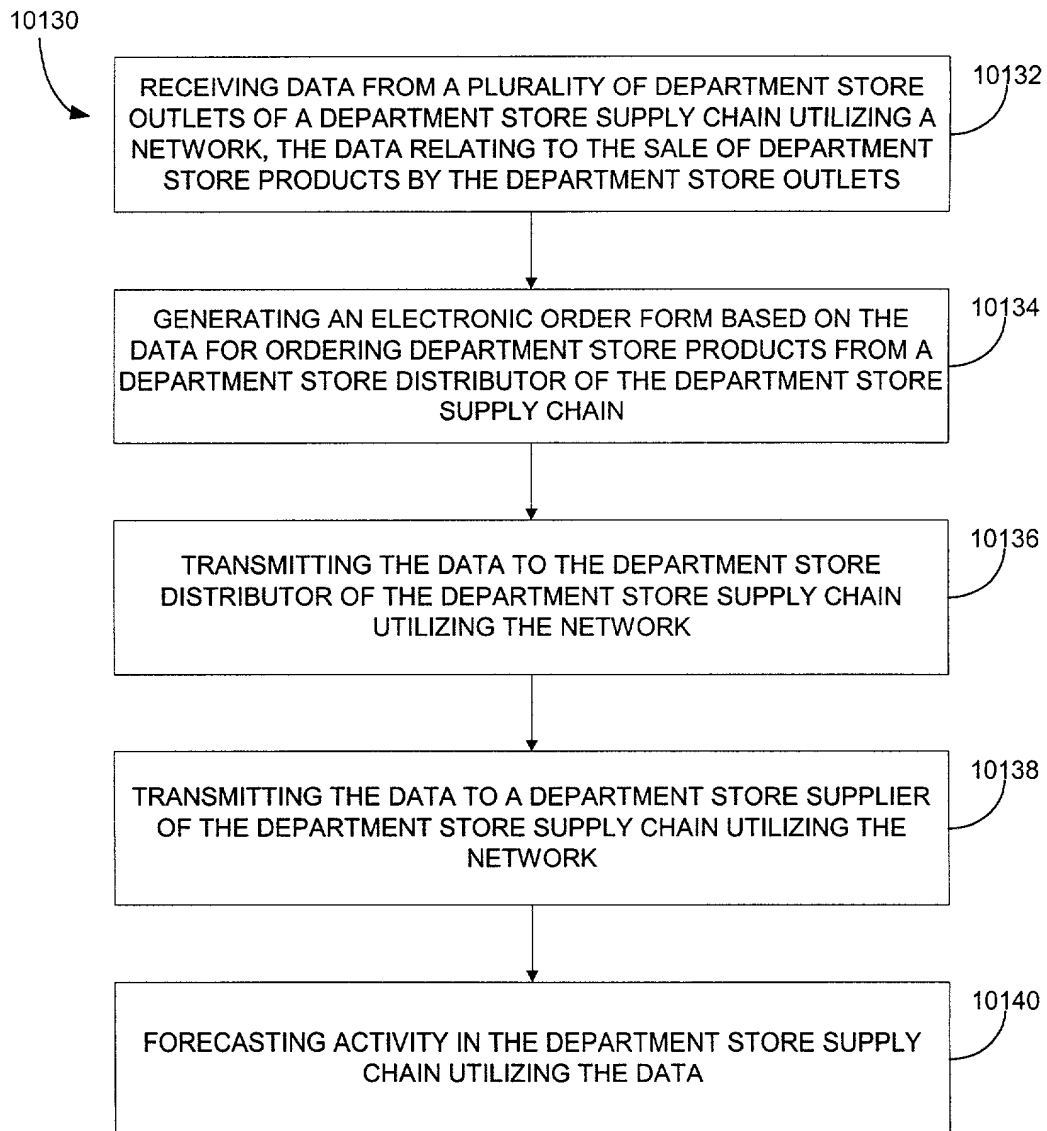 10130
RECEIVING DATA FROM A PLURALITY OF DEPARTMENT STORE
OUTLETS OF A DEPARTMENT STORE SUPPLY CHAIN UTILIZING A
NETWORK, THE DATA RELATING TO THE SALE OF DEPARTMENT
STORE PRODUCTS BY THE DEPARTMENT STORE OUTLETS
10132
GENERATING AN ELECTRONIC ORDER FORM BASED ON THE
DATA FOR ORDERING DEPARTMENT STORE PRODUCTS FROM A
DEPARTMENT STORE DISTRIBUTOR OF THE DEPARTMENT STORE
SUPPLY CHAIN
10134
TRANSMITTING THE DATA TO THE DEPARTMENT STORE
DISTRIBUTOR OF THE DEPARTMENT STORE SUPPLY CHAIN
UTILIZING THE NETWORK
10136
TRANSMITTING THE DATA TO A DEPARTMENT STORE SUPPLIER
OF THE DEPARTMENT STORE SUPPLY CHAIN UTILIZING THE
NETWORK
10138
FORECASTING ACTIVITY IN THE DEPARTMENT STORE SUPPLY
CHAIN UTILIZING THE DATA
10140